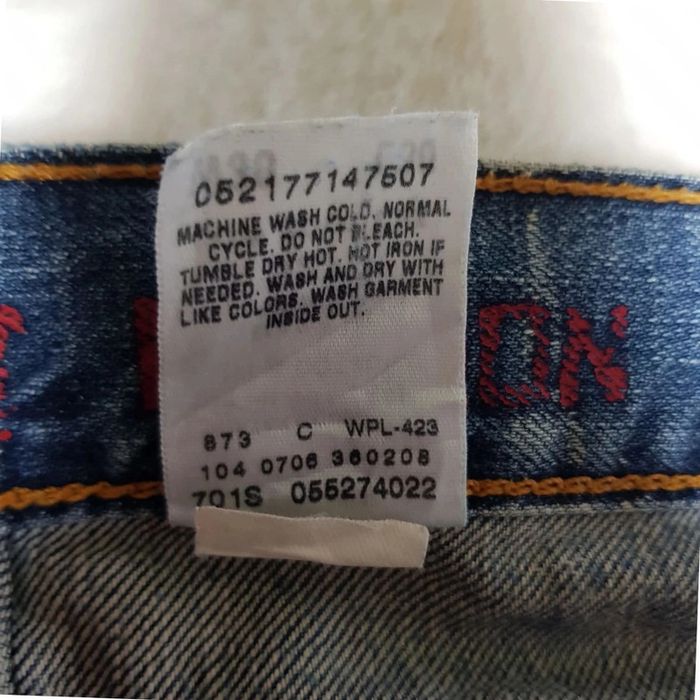 052177147507
MACHINE WASH COLD. NORMAL
CYCLE. DO NOT BLEACH.
TUMBLE DRY HOT. HOT IRON IF
NEEDED. WASH AND DRY WITH
LIKE COLORS. WASH GARMENT
INSIDE OUT.
873 C WPL-423
104 0706 360208
701S 055274022